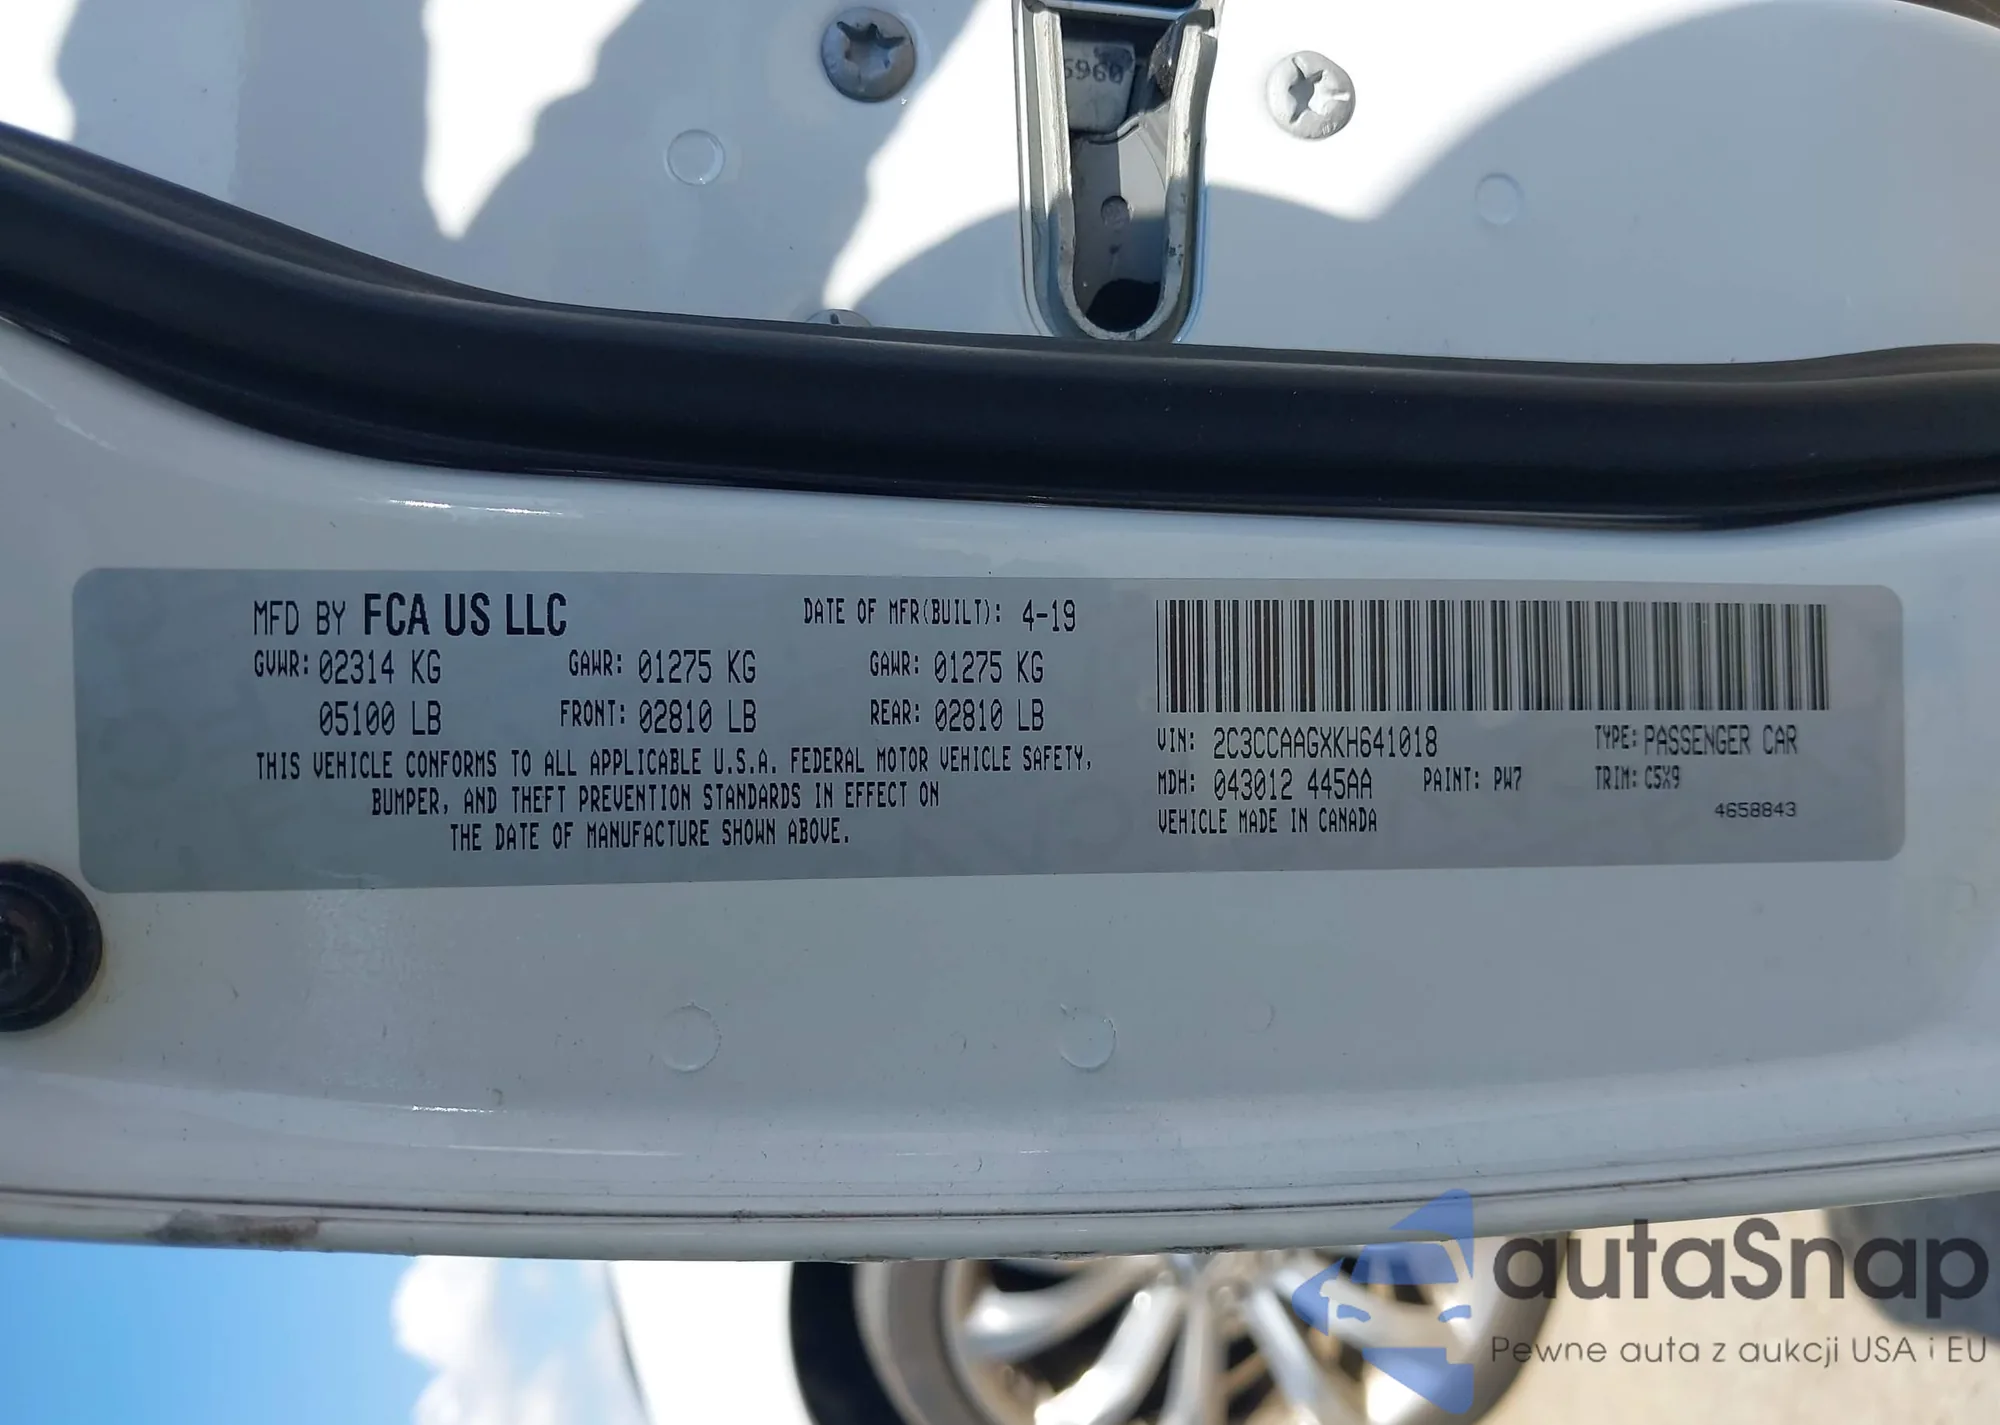 5960
MFD BY FCA US LLC DATE OF MFR(BUILT): 4-19
GVWR: 02314 KG GAWR: 01275 KG GAWR: 01275 KG
05100 LB FRONT: 02810 LB REAR: 02810 LB
THIS VEHICLE CONFORMS TO ALL APPLICABLE U.S.A. FEDERAL MOTOR VEHICLE SAFETY,
BUMPER, AND THEFT PREVENTION STANDARDS IN EFFECT ON
THE DATE OF MANUFACTURE SHOWN ABOVE.
VIN: 2C3CCAAGXKH641018 TYPE: PASSENGER CAR
MDH: 043012 445AA PAINT: PW7 TRIM: C5X9
VEHICLE MADE IN CANADA 4658843
autaSnap
Pewne auta z aukcji USA i EU